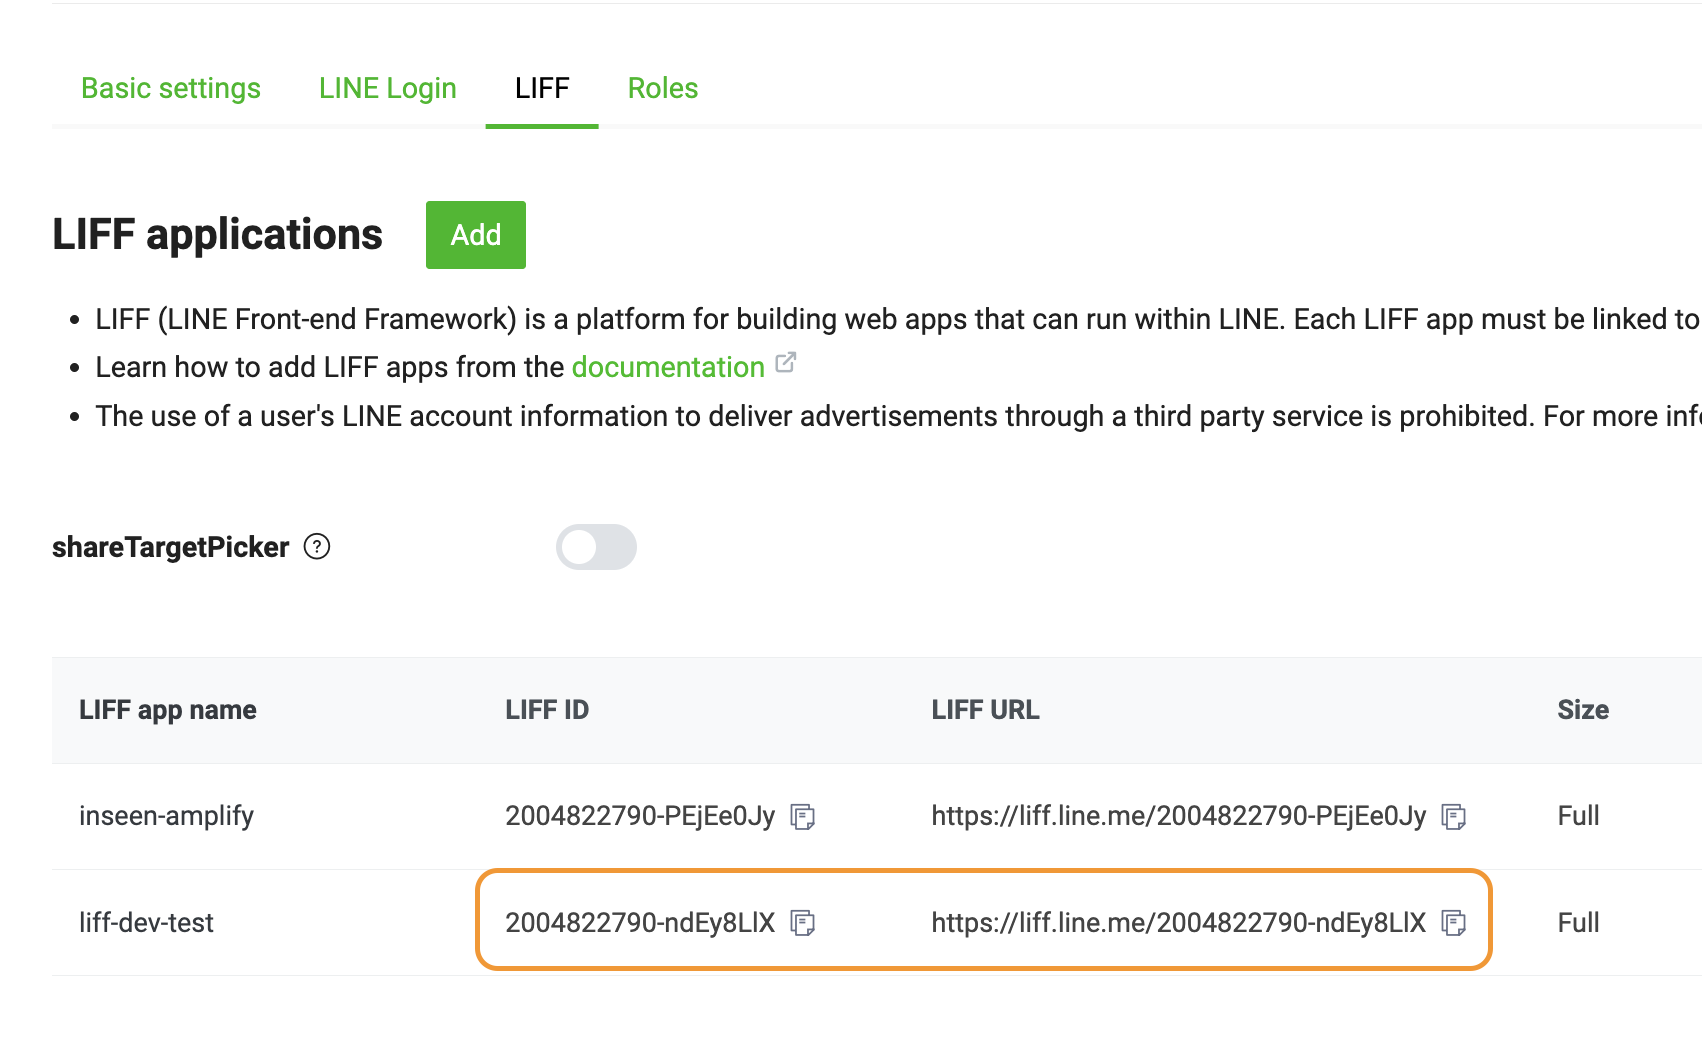 Basic settings LINE Login LIFF Roles
LIFF applications Add
LIFF (LINE Front-end Framework) is a platform for building web apps that can run within LINE. Each LIFF app must be linked to
Learn how to add LIFF apps from the documentation
The use of a user's LINE account information to deliver advertisements through a third party service is prohibited. For more
shareTargetPicker ?
LIFF app name LIFF ID LIFF URL Size
inseen-amplify 2004822790-PEjEe0Jy https://liff.line.me/2004822790-PEjEe0Jy Full
liff-dev-test 2004822790-ndEy8LlX https://liff.line.me/2004822790-ndEy8LlX Full